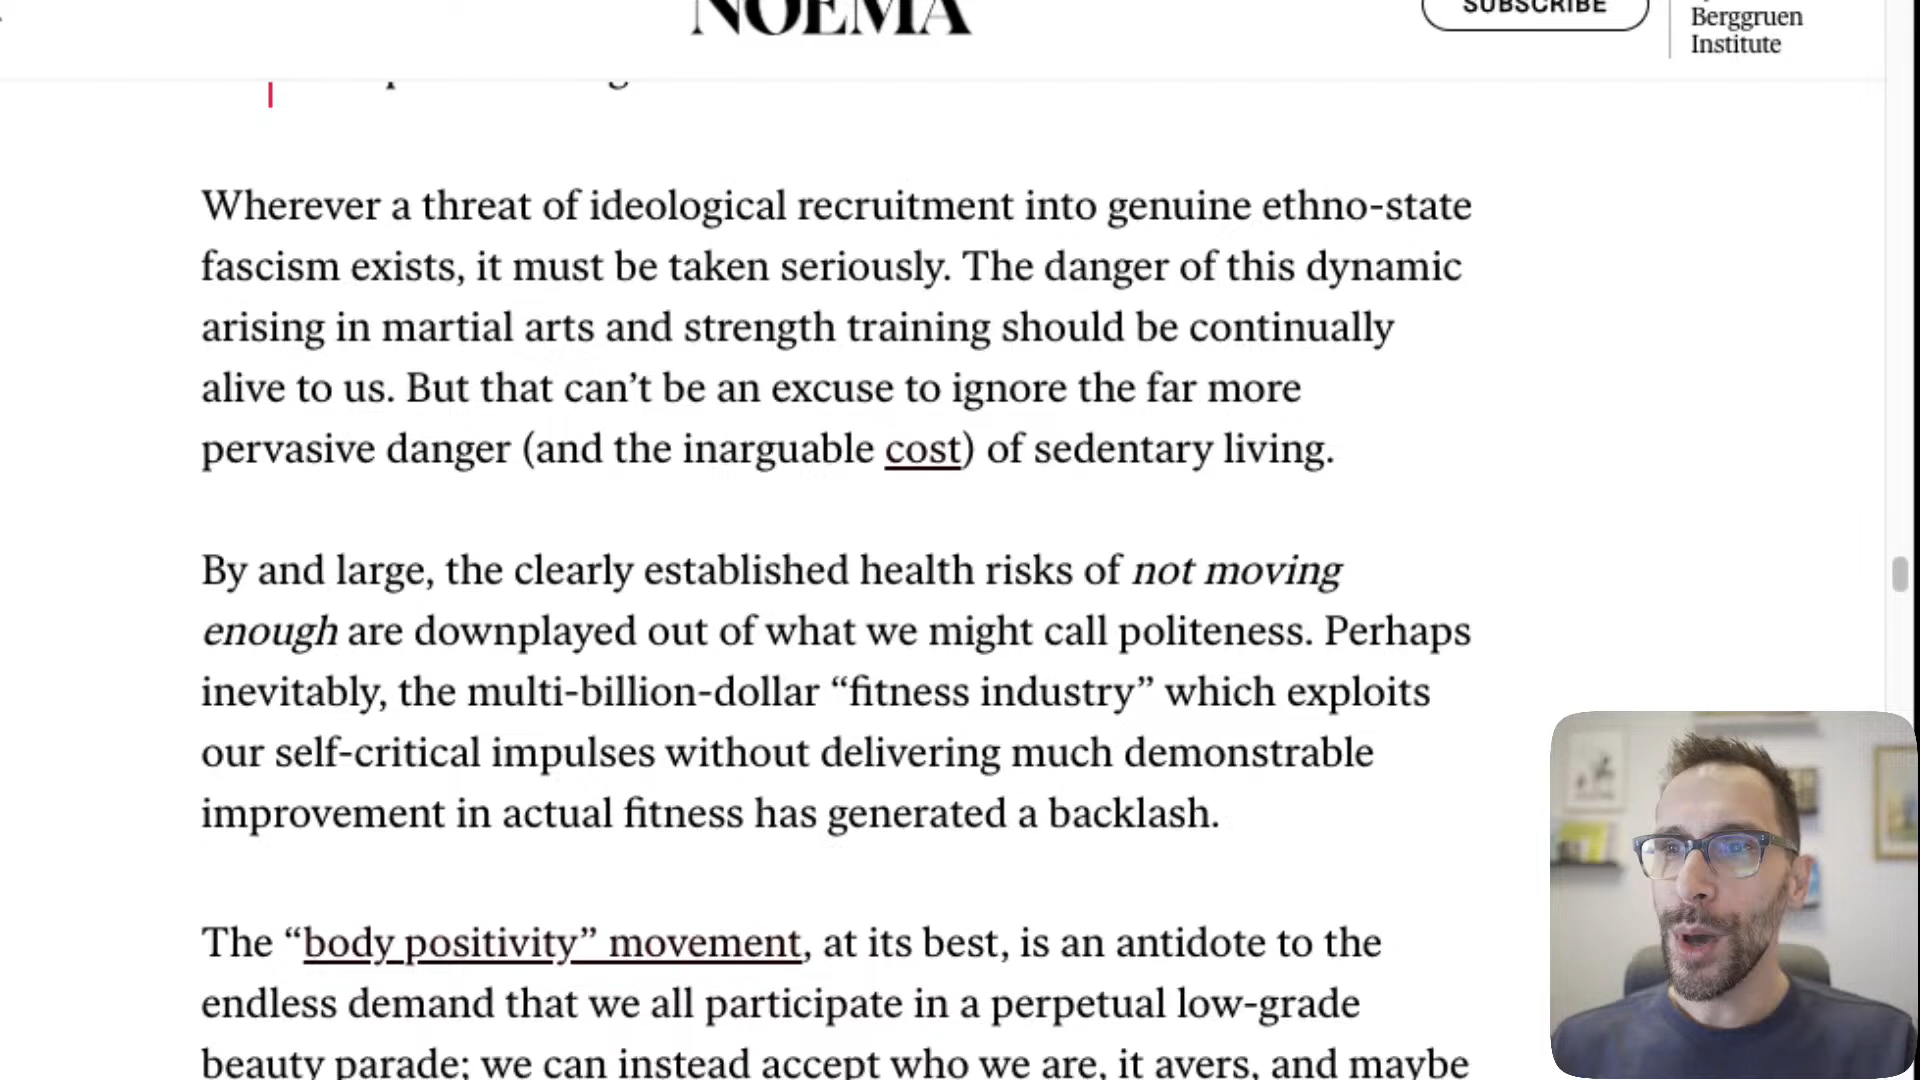 NOEMA
SUBSCRIBE
Berggruen
Institute
Wherever a threat of ideological recruitment into genuine ethno-state
fascism exists, it must be taken seriously. The danger of this dynamic
arising in martial arts and strength training should be continually
alive to us. But that can’t be an excuse to ignore the far more
pervasive danger (and the inarguable cost) of sedentary living.
By and large, the clearly established health risks of not moving
enough are downplayed out of what we might call politeness. Perhaps
inevitably, the multi-billion-dollar “fitness industry” which exploits
our self-critical impulses without delivering much demonstrable
improvement in actual fitness has generated a backlash.
The “body positivity” movement, at its best, is an antidote to the
endless demand that we all participate in a perpetual low-grade
beauty parade; we can instead accept who we are, it avers, and maybe